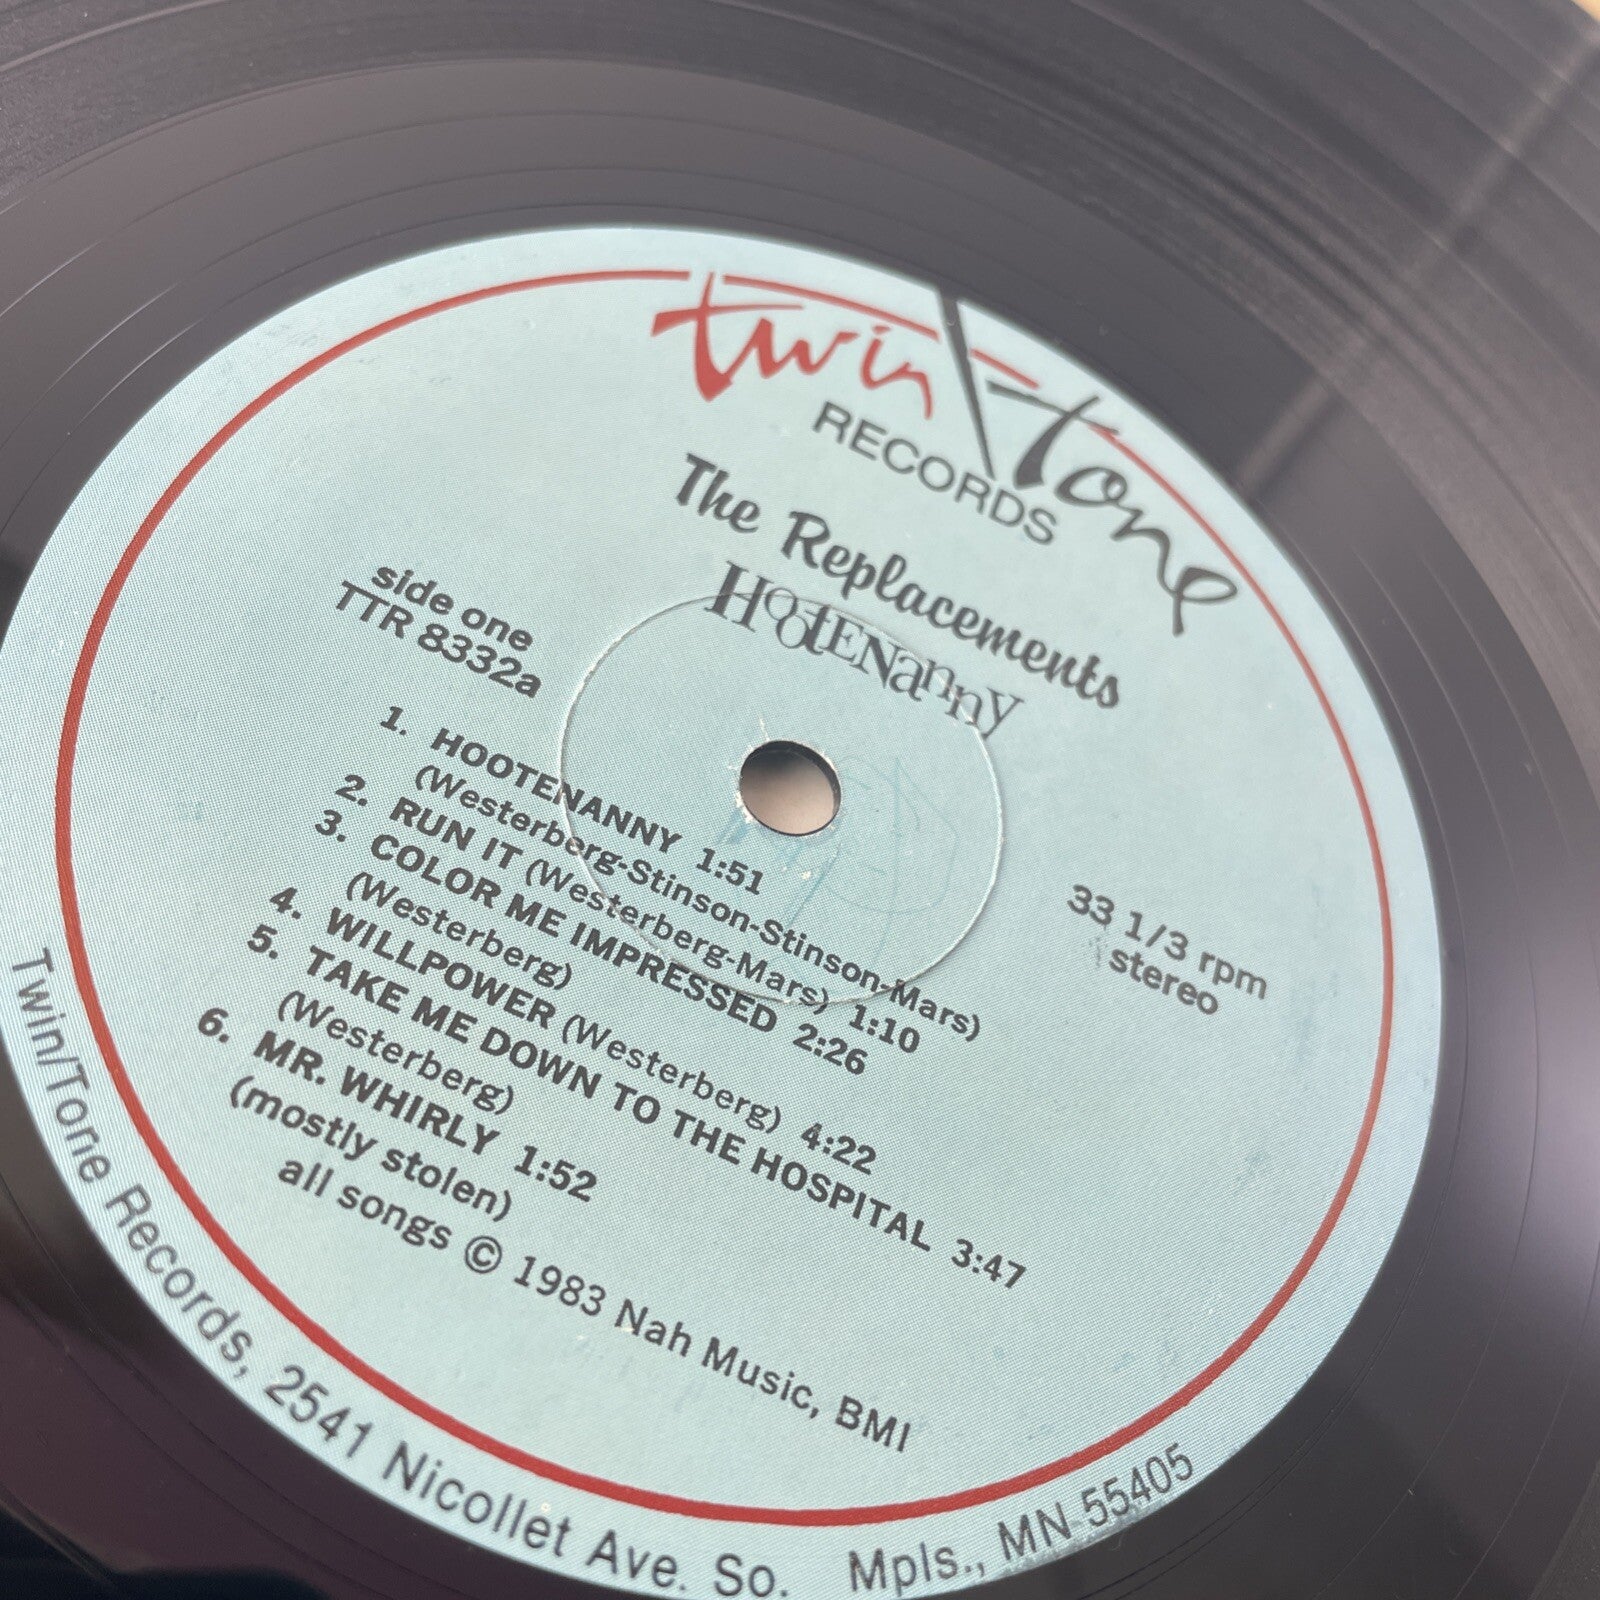 twin/tone
RECORDS
The Replacements
HOOtENanny
side one
TTR 8332a
1. HOOTENANNY 1:51
(Westerberg-Stinson-Stinson-Mars)
2. RUN IT (Westerberg-Mars) 1:10
3. COLOR ME IMPRESSED 2:26
(Westerberg)
4. WILLPOWER (Westerberg) 4:22
5. TAKE ME DOWN TO THE HOSPITAL 3:47
(Westerberg)
6. MR. WHIRLY 1:52
(mostly stolen)
all songs © 1983 Nah Music, BMI
33 1/3 rpm
stereo
Twin/Tone Records, 2541 Nicollet Ave. So. Mpls., MN 55405